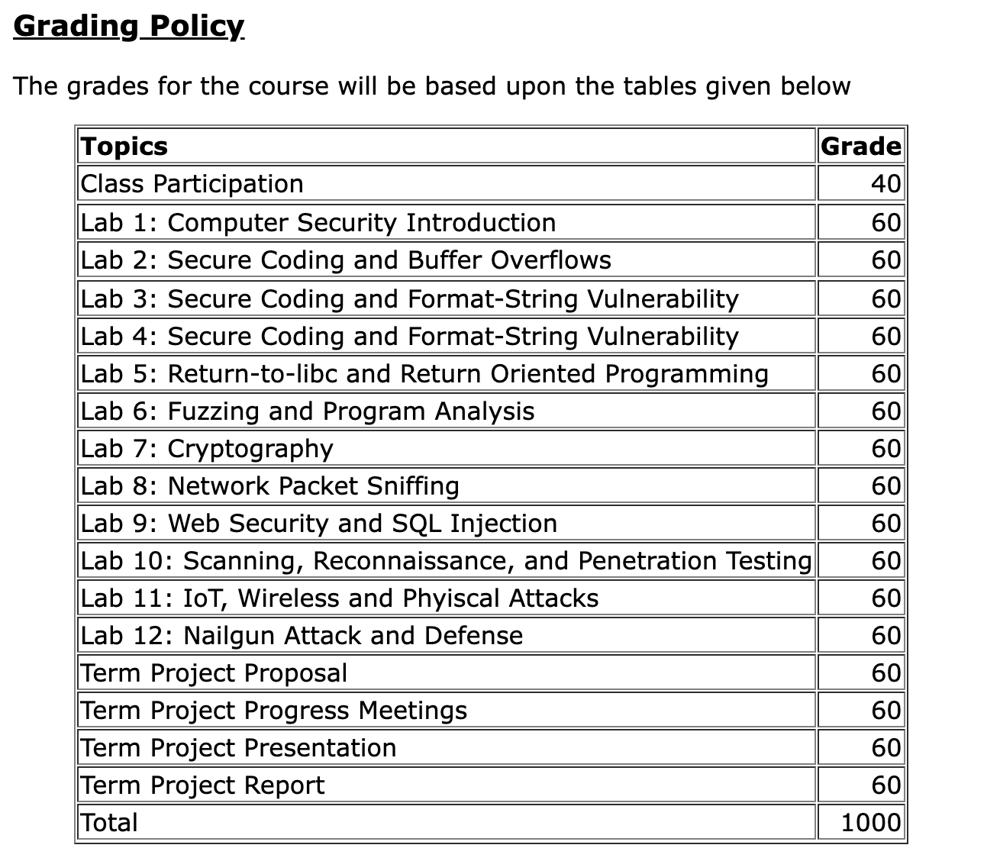 Grading Policy
The grades for the course will be based upon the tables given below
Topics Grade
Class Participation 40
Lab 1: Computer Security Introduction 60
Lab 2: Secure Coding and Buffer Overflows 60
Lab 3: Secure Coding and Format-String Vulnerability 60
Lab 4: Secure Coding and Format-String Vulnerability 60
Lab 5: Return-to-libc and Return Oriented Programming 60
Lab 6: Fuzzing and Program Analysis 60
Lab 7: Cryptography 60
Lab 8: Network Packet Sniffing 60
Lab 9: Web Security and SQL Injection 60
Lab 10: Scanning, Reconnaissance, and Penetration Testing 60
Lab 11: IoT, Wireless and Phyiscal Attacks 60
Lab 12: Nailgun Attack and Defense 60
Term Project Proposal 60
Term Project Progress Meetings 60
Term Project Presentation 60
Term Project Report 60
Total 1000